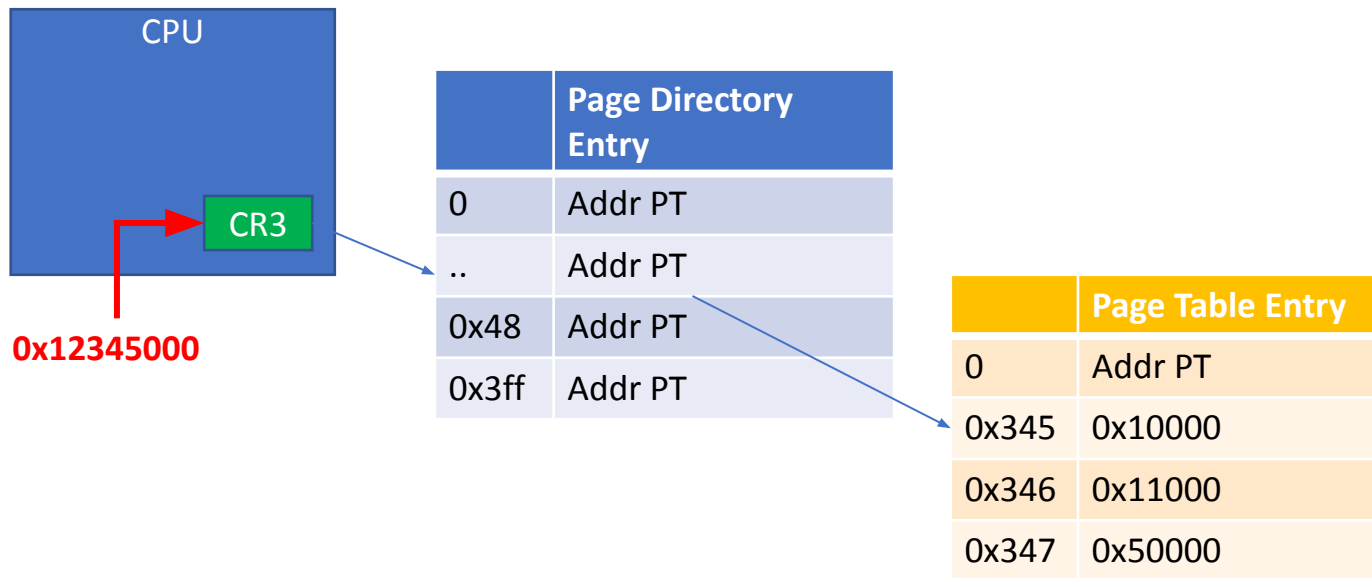 CPU
CR3
0x12345000
Page Directory
Entry
0 Addr PT
.. Addr PT
0x48 Addr PT
0x3ff Addr PT
Page Table Entry
0 Addr PT
0x345 0x10000
0x346 0x11000
0x347 0x50000